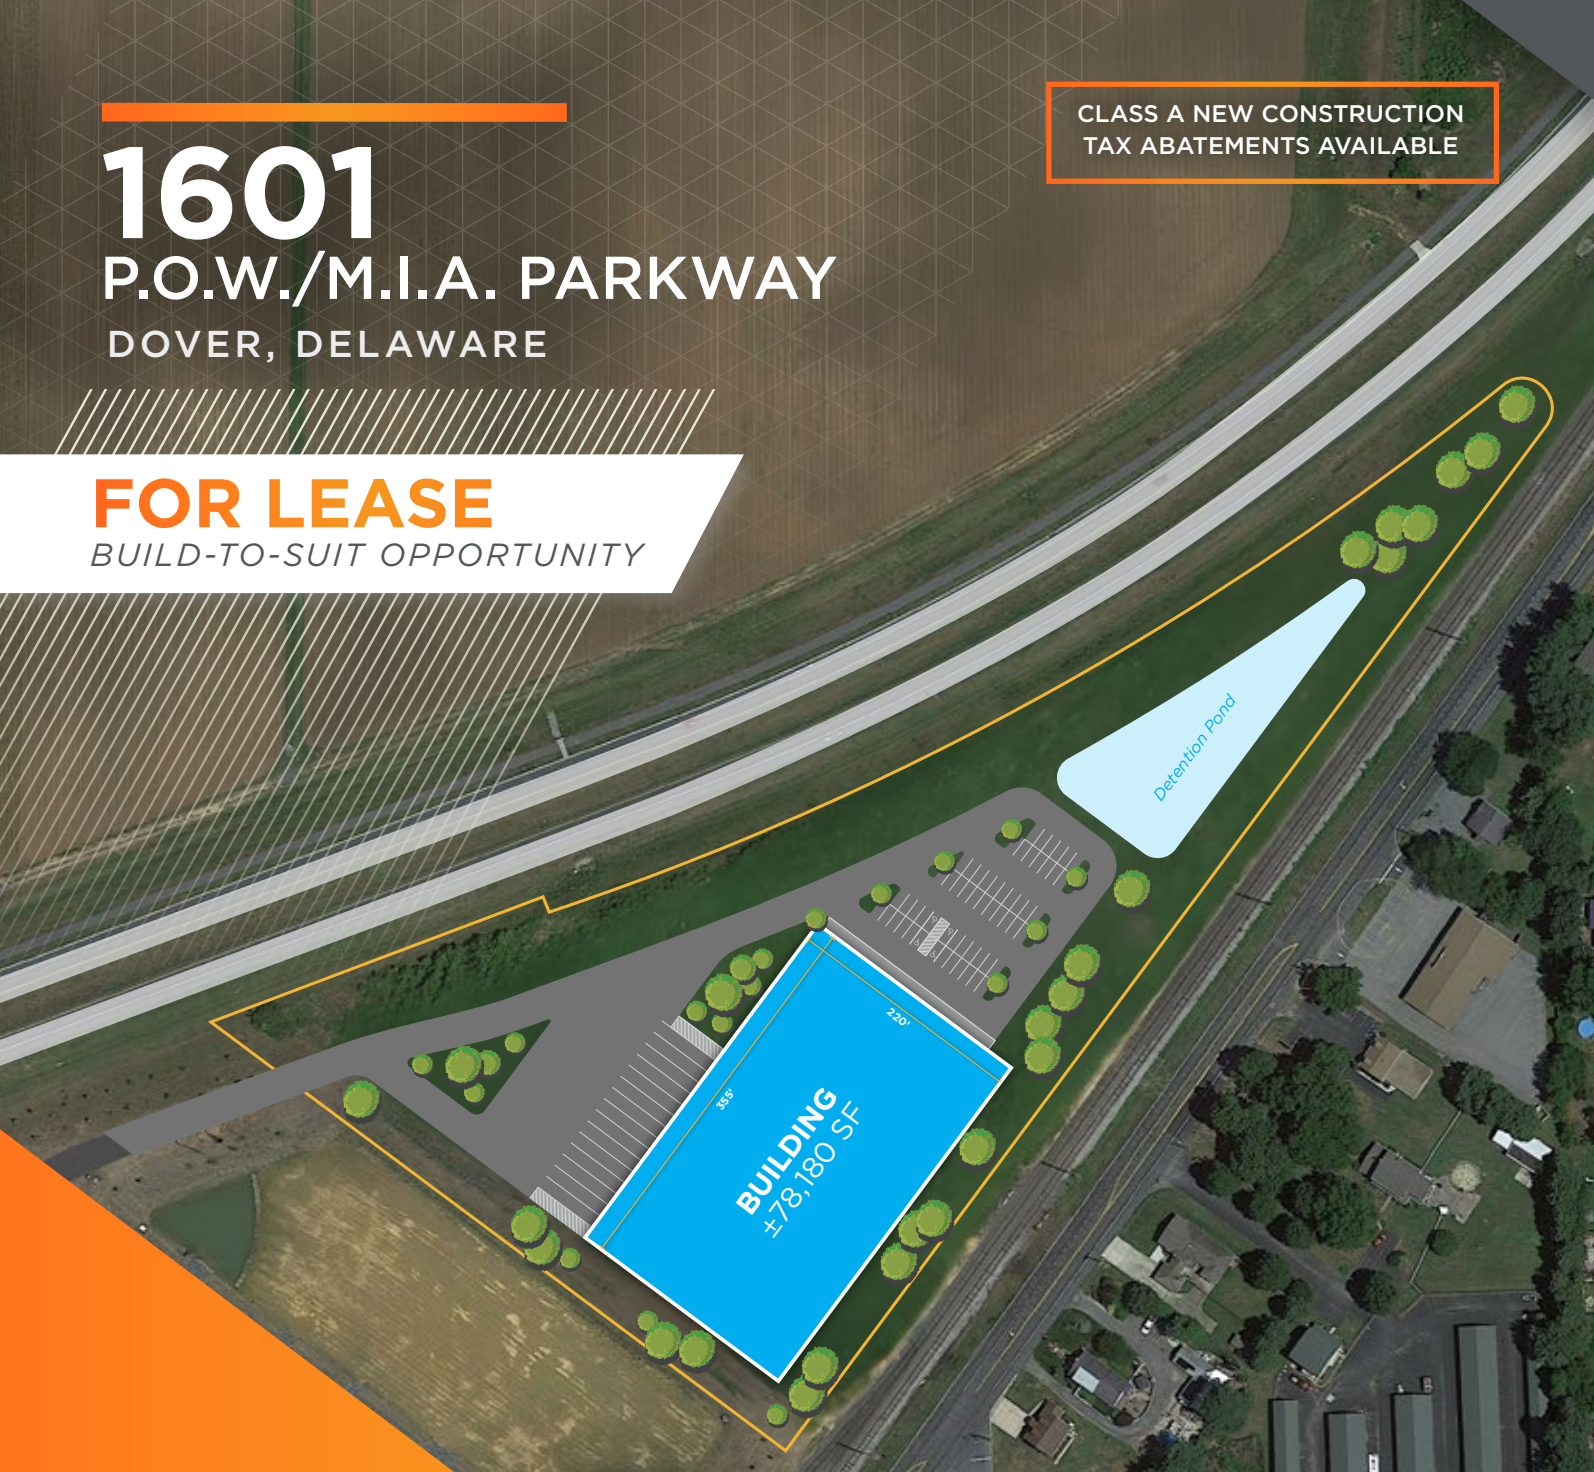 CLASS A NEW CONSTRUCTION
TAX ABATEMENTS AVAILABLE
1601
P.O.W./M.I.A. PARKWAY
DOVER, DELAWARE
FOR LEASE
BUILD-TO-SUIT OPPORTUNITY
Detention Pond
220'
355'
BUILDING
±78,180 SF